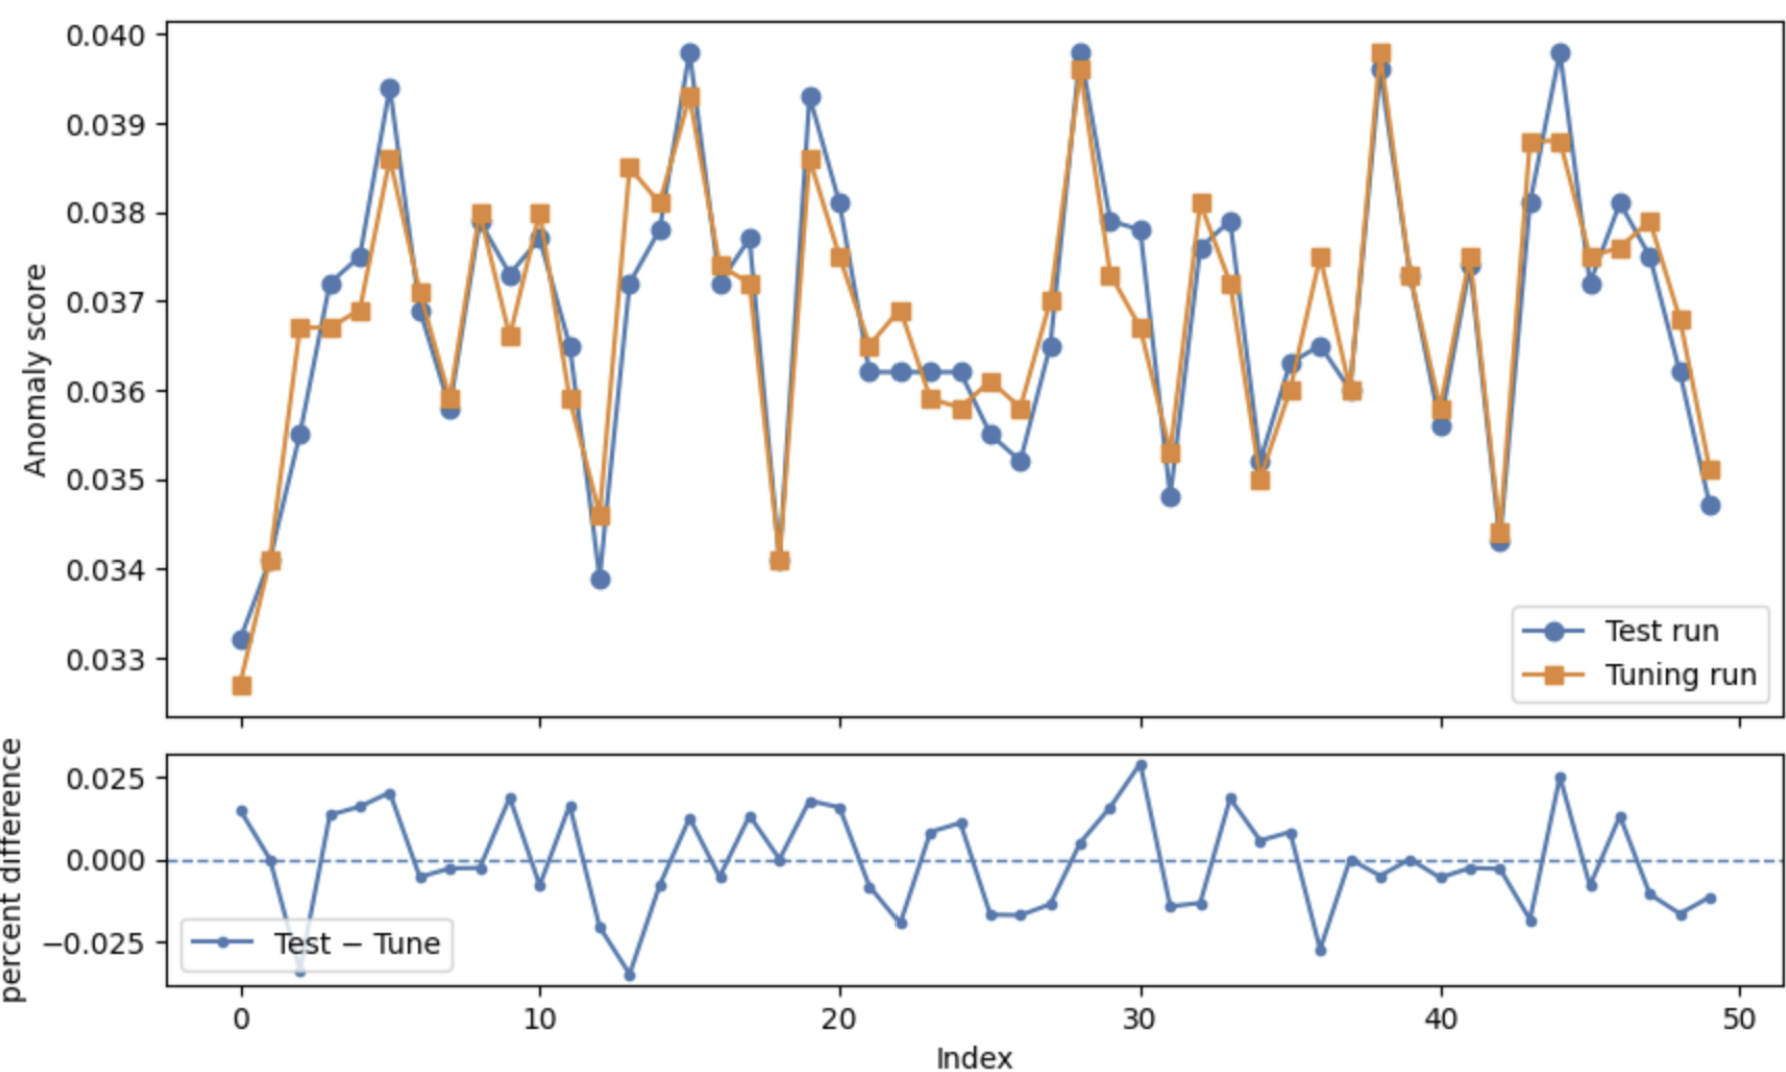 0.040
0.039
0.038
0.037
0.036
0.035
0.034
0.033
Anomaly score
Test run
Tuning run
0.025
0.000
−0.025
percent difference
Test − Tune
0 10 20 30 40 50
Index